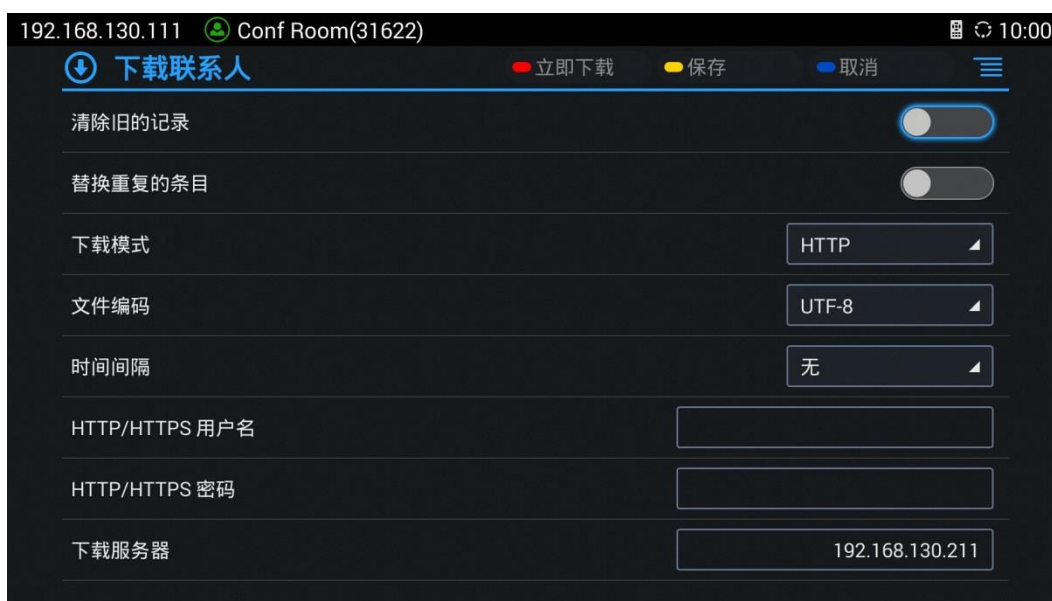 192.168.130.111 Conf Room(31622) 10:00
下载联系人 立即下载 保存 取消
清除旧的记录
替换重复的条目
下载模式 HTTP
文件编码 UTF-8
时间间隔 无
HTTP/HTTPS 用户名
HTTP/HTTPS 密码
下载服务器 192.168.130.211